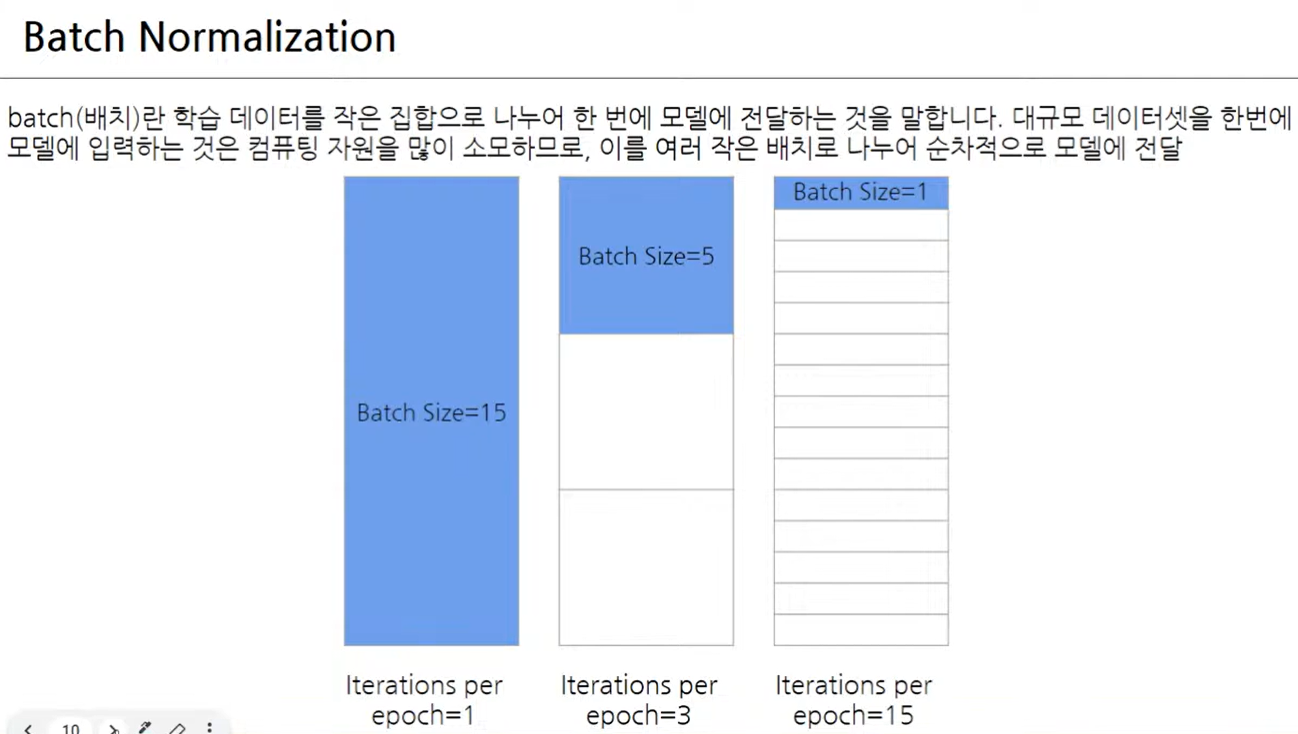 Batch Normalization
batch(배치)란 학습 데이터를 작은 집합으로 나누어 한 번에 모델에 전달하는 것을 말합니다. 대규모 데이터셋을 한번에
모델에 입력하는 것은 컴퓨팅 자원을 많이 소모하므로, 이를 여러 작은 배치로 나누어 순차적으로 모델에 전달
Batch Size=15
Batch Size=5
Batch Size=1
Iterations per
epoch=1
Iterations per
epoch=3
Iterations per
epoch=15
10